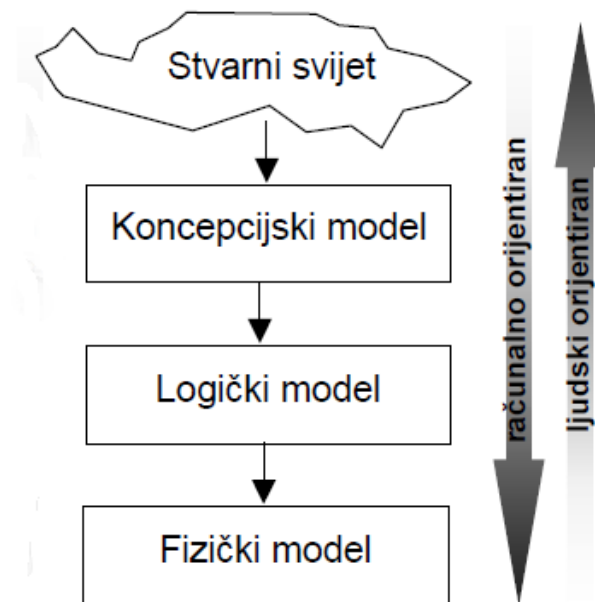 Stvarni svijet
Koncepcijski model
Logički model
Fizički model
računalno orijentiran
ljudski orijentiran